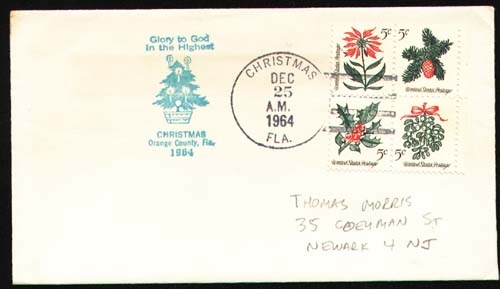 Glory to God
in the Highest
CHRISTMAS
Orange County, Fla.
1964
CHRISTMAS
DEC
25
A.M.
1964
FLA.
5c 5c
United States Postage United States Postage
5c 5c
United States Postage United States Postage
THOMAS MORRIS
35 COEYMAN ST
NEWARK 4 NJ